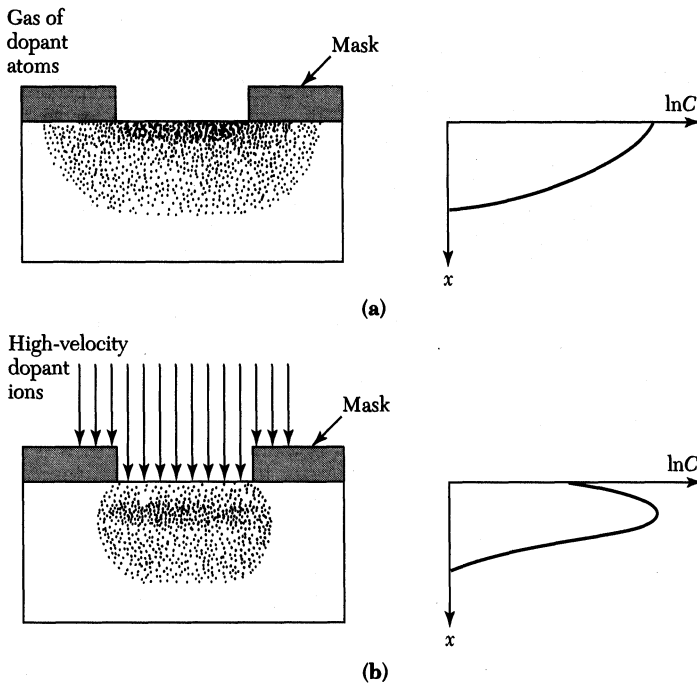 Gas of
dopant
atoms
Mask
lnC
x
(a)
High-velocity
dopant
ions
Mask
lnC
x
(b)